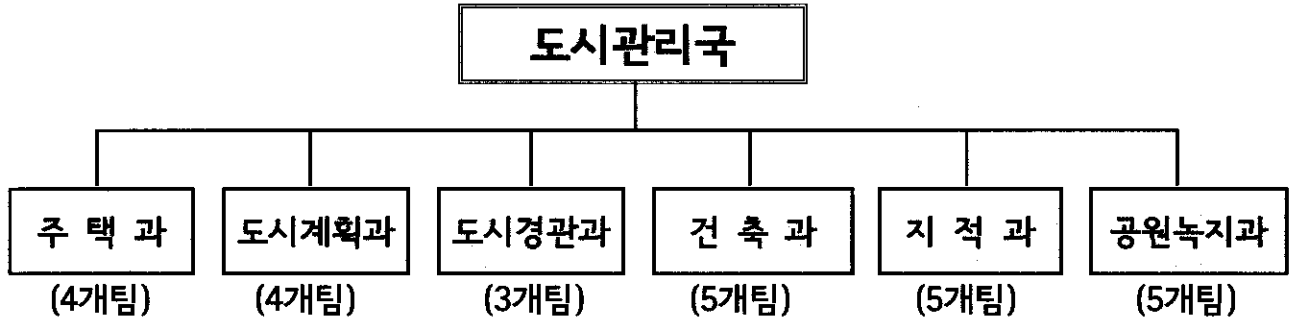 도시관리국
주 택 과 도시계획과 도시경관과 건 축 과 지 적 과 공원녹지과
(4개팀) (4개팀) (3개팀) (5개팀) (5개팀) (5개팀)